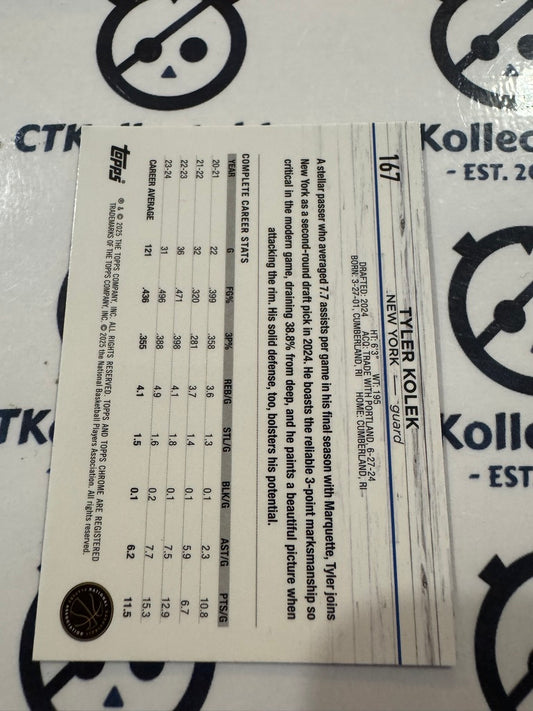 167
TYLER KOLEK
NEW YORK — guard
HT: 6'3" WT: 195
DRAFTED: 2024 ACQ: TRADE WITH PORTLAND, 6-27-24
BORN: 3-27-01, CUMBERLAND, RI HOME: CUMBERLAND, RI
A stellar passer who averaged 7.7 assists per game in his final season with Marquette, Tyler joins
New York as a second-round draft pick in 2024. He boasts the reliable 3-point marksmanship so
critical in the modern game, draining 38.8% from deep, and he paints a beautiful picture when
attacking the rim. His solid defense, too, bolsters his potential.
COMPLETE CAREER STATS
YEAR G FG% 3P% REB/G STL/G BLK/G AST/G PTS/G
20-21 22 .399 .358 3.6 1.3 0.1 2.3 10.8
21-22 32 .320 .281 3.7 1.4 0.1 5.9 6.7
22-23 36 .471 .398 4.1 1.8 0.1 7.5 12.9
23-24 31 .496 .388 4.9 1.6 0.2 7.7 15.3
CAREER AVERAGE 121 .436 .355 4.1 1.5 0.1 6.2 11.5
topps
® & © 2025 THE TOPPS COMPANY, INC. ALL RIGHTS RESERVED. TOPPS AND TOPPS CHROME ARE REGISTERED
TRADEMARKS OF THE TOPPS COMPANY, INC. © 2025 the National Basketball Players Association. All rights reserved.
CTK
Kollec
- EST. 20
Kolle
- EST.